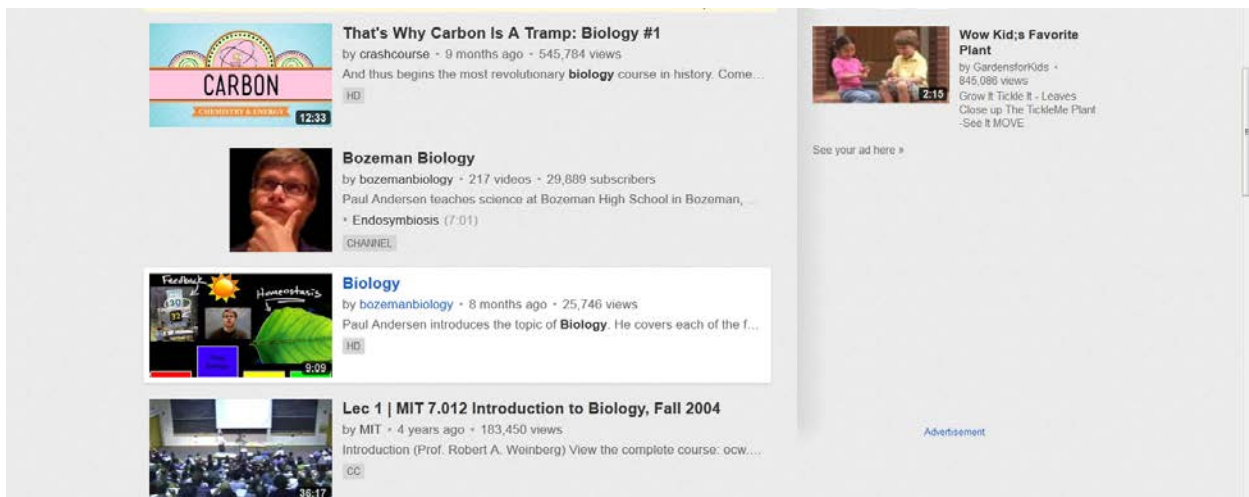 CARBON
CHEMISTRY & ENERGY
12:33
That's Why Carbon Is A Tramp: Biology #1
by crashcourse • 9 months ago • 545,784 views
And thus begins the most revolutionary biology course in history. Come…
HD
Bozeman Biology
by bozemanbiology • 217 videos • 29,889 subscribers
Paul Andersen teaches science at Bozeman High School in Bozeman, …
• Endosymbiosis (7:01)
CHANNEL
Feedback
Homeostasis
9:09
Biology
by bozemanbiology • 8 months ago • 25,746 views
Paul Andersen introduces the topic of Biology. He covers each of the f…
HD
36:17
Lec 1 | MIT 7.012 Introduction to Biology, Fall 2004
by MIT • 4 years ago • 183,450 views
Introduction (Prof. Robert A. Weinberg) View the complete course: ocw.…
CC
2:15
Wow Kid;s Favorite
Plant
by GardensforKids •
845,086 views
Grow It Tickle It - Leaves
Close up The TickleMe Plant
-See It MOVE
See your ad here »
Advertisement